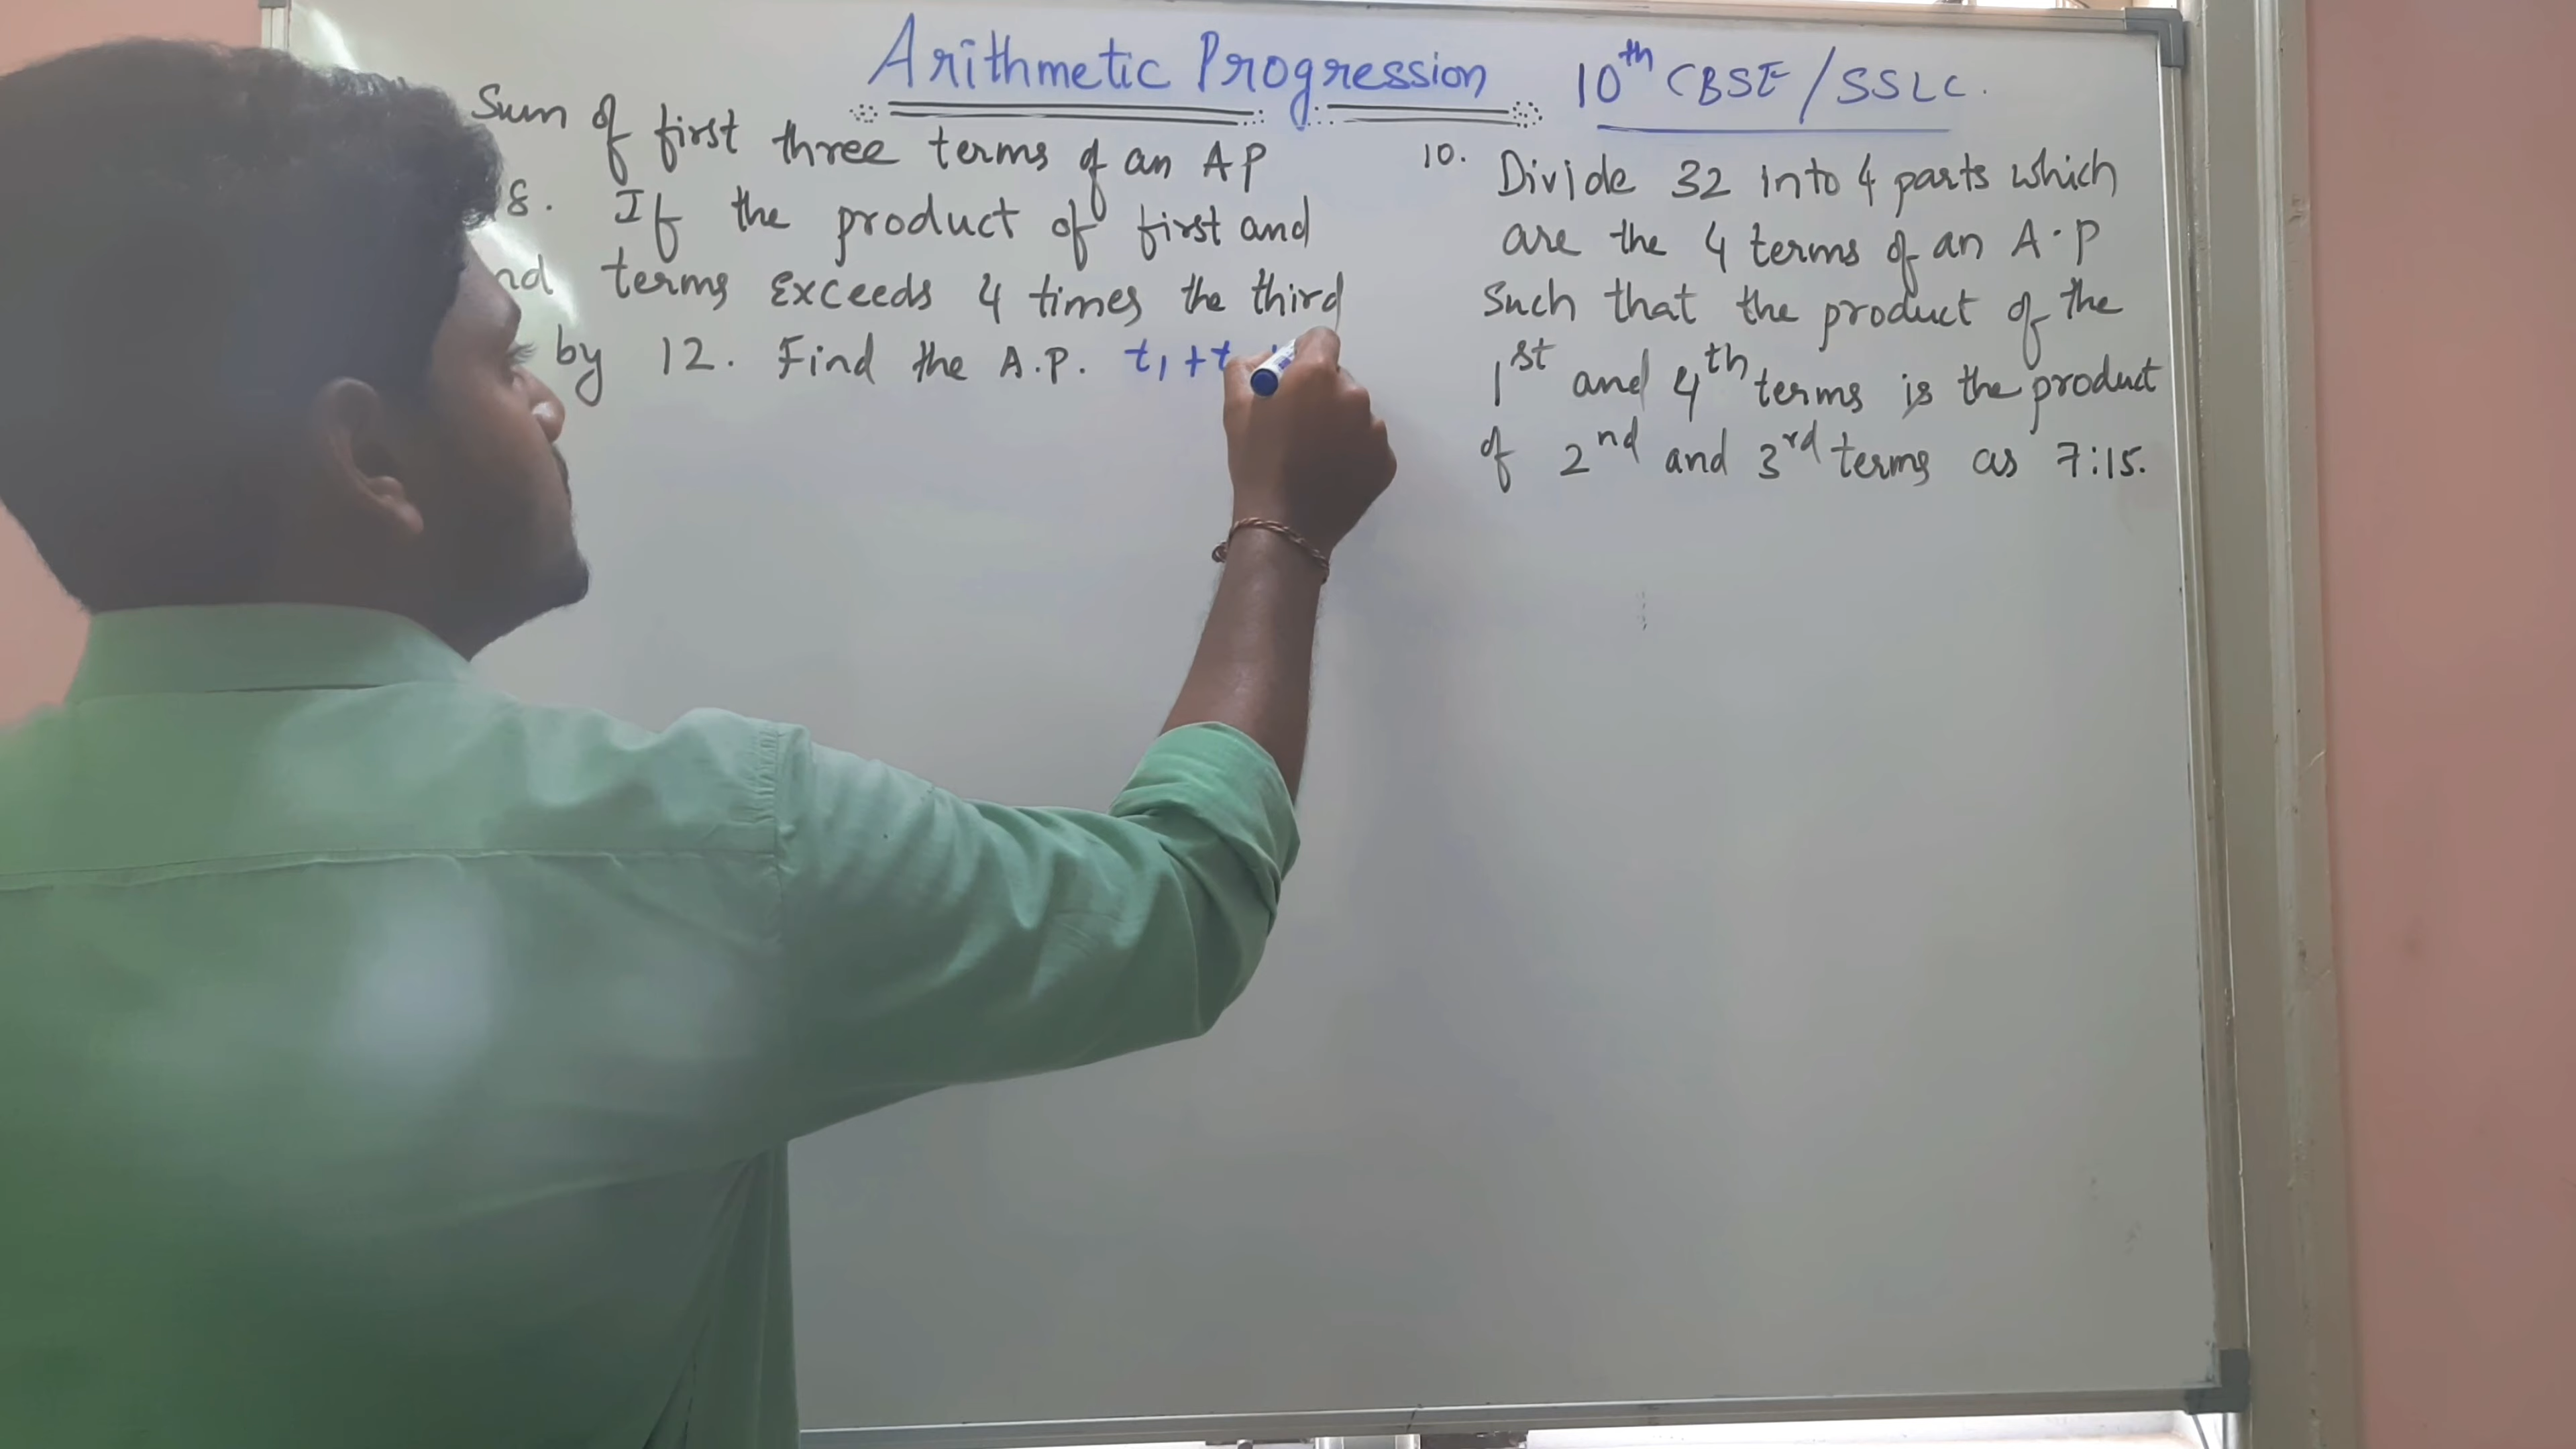 Arithmetic Progression 10th CBSE/SSLC.
Sum of first three terms of an AP
8. If the product of first and
nd terms exceeds 4 times the third
by 12. Find the A.P. t1+t
10. Divide 32 into 4 parts which
are the 4 terms of an A.P
Such that the product of the
1st and 4th terms is the product
of 2nd and 3rd terms as 7:15.